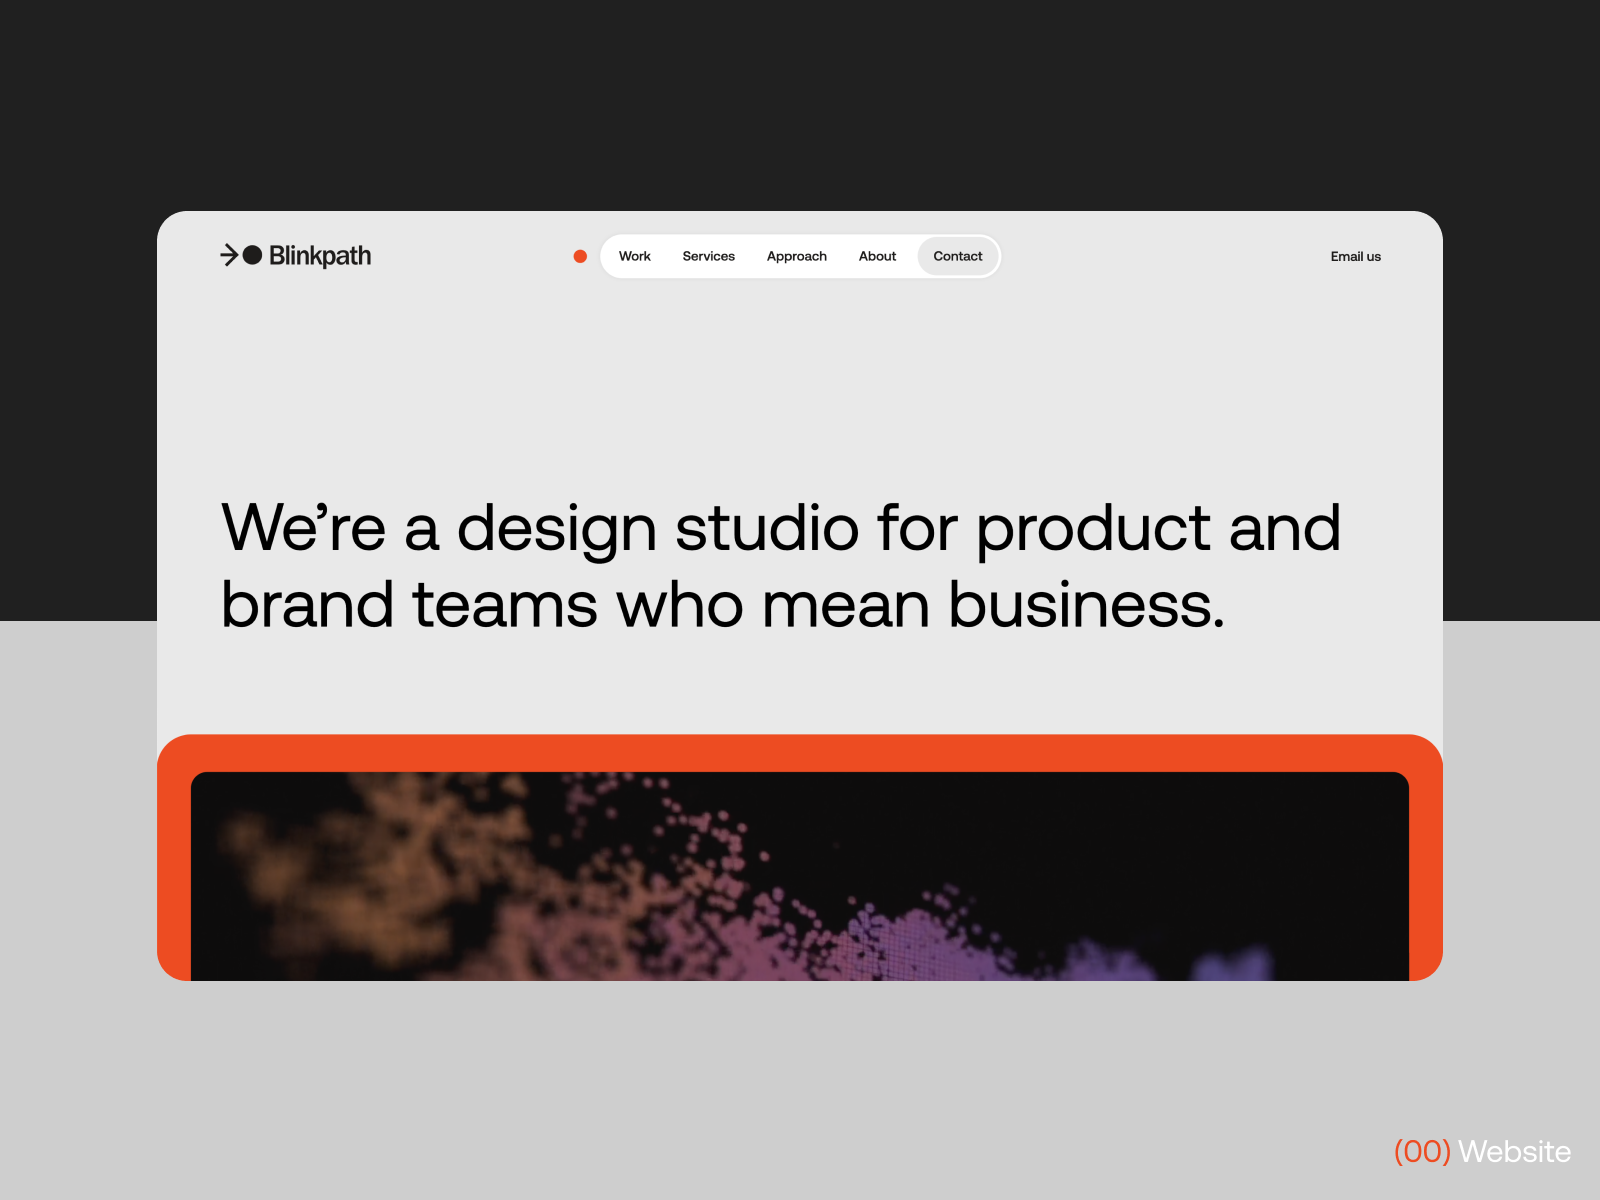 Blinkpath
Work Services Approach About Contact
Email us
We’re a design studio for product and
brand teams who mean business.
(00) Website